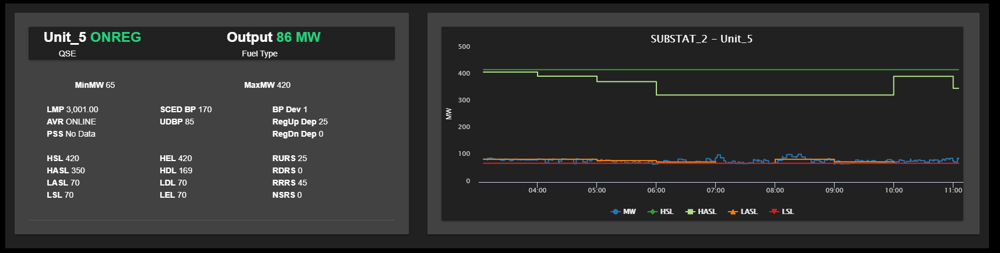 Unit_5 ONREG
Output 86 MW
QSE
Fuel Type
MinMW 65
MaxMW 420
LMP 3,001.00
SCED BP 170
BP Dev 1
AVR ONLINE
UDBP 85
RegUp Dep 25
PSS No Data
RegDn Dep 0
HSL 420
HEL 420
RURS 25
HASL 350
HDL 169
RDRS 0
LASL 70
LDL 70
RRRS 45
LSL 70
LEL 70
NSRS 0
SUBSTAT_2 - Unit_5
500
400
300
MW
200
100
0
04:00 05:00 06:00 07:00 08:00 09:00 10:00 11:00
MW HSL HASL LASL LSL